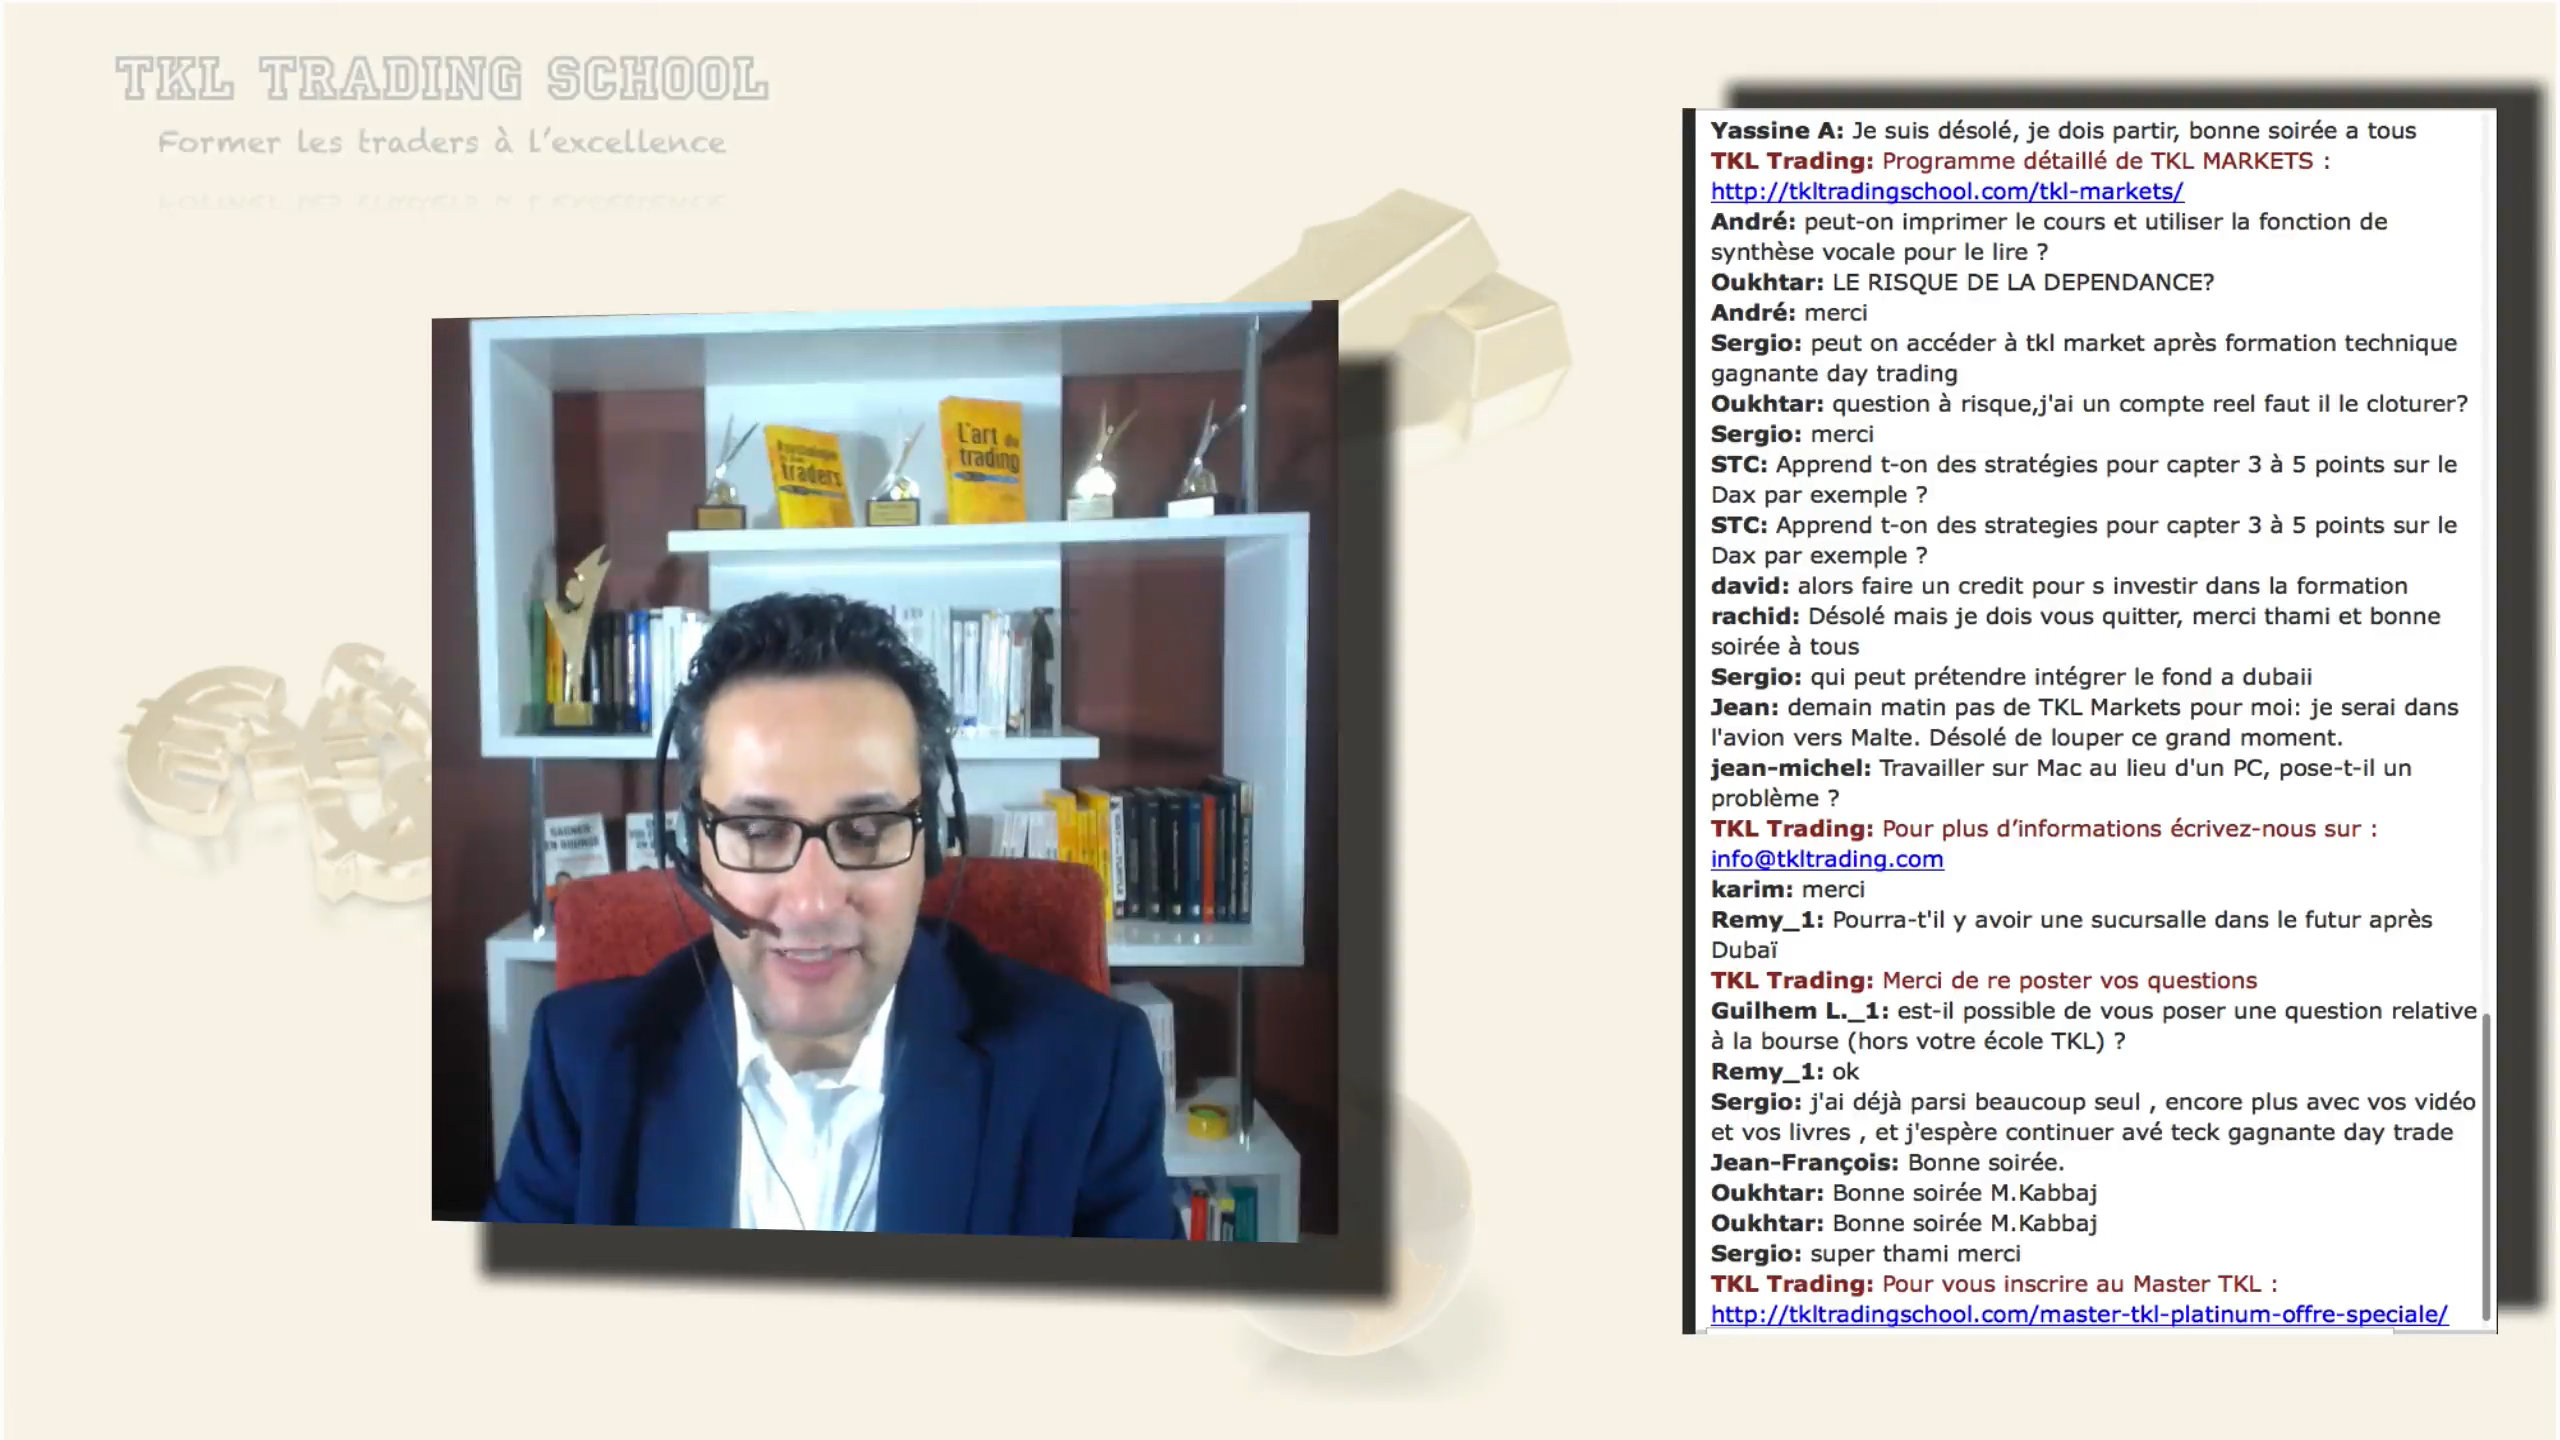 TKL TRADING SCHOOL
Former les traders à l'excellence
L'art du
trading
Psychologie
traders
GAGNER
EN BOURSE
Yassine A: Je suis désolé, je dois partir, bonne soirée a tous
TKL Trading: Programme détaillé de TKL MARKETS :
http://tkltradingschool.com/tkl-markets/
André: peut-on imprimer le cours et utiliser la fonction de
synthèse vocale pour le lire ?
Oukhtar: LE RISQUE DE LA DEPENDANCE?
André: merci
Sergio: peut on accéder à tkl market après formation technique
gagnante day trading
Oukhtar: question à risque,j'ai un compte reel faut il le cloturer?
Sergio: merci
STC: Apprend t-on des stratégies pour capter 3 à 5 points sur le
Dax par exemple ?
STC: Apprend t-on des strategies pour capter 3 à 5 points sur le
Dax par exemple ?
david: alors faire un credit pour s investir dans la formation
rachid: Désolé mais je dois vous quitter, merci thami et bonne
soirée à tous
Sergio: qui peut prétendre intégrer le fond a dubaii
Jean: demain matin pas de TKL Markets pour moi: je serai dans
l'avion vers Malte. Désolé de louper ce grand moment.
jean-michel: Travailler sur Mac au lieu d'un PC, pose-t-il un
problème ?
TKL Trading: Pour plus d’informations écrivez-nous sur :
info@tkltrading.com
karim: merci
Remy_1: Pourra-t'il y avoir une sucursalle dans le futur après
Dubaï
TKL Trading: Merci de re poster vos questions
Guilhem L._1: est-il possible de vous poser une question relative
à la bourse (hors votre école TKL) ?
Remy_1: ok
Sergio: j'ai déjà parsi beaucoup seul , encore plus avec vos vidéo
et vos livres , et j'espère continuer avé teck gagnante day trade
Jean-François: Bonne soirée.
Oukhtar: Bonne soirée M.Kabbaj
Oukhtar: Bonne soirée M.Kabbaj
Sergio: super thami merci
TKL Trading: Pour vous inscrire au Master TKL :
http://tkltradingschool.com/master-tkl-platinum-offre-speciale/